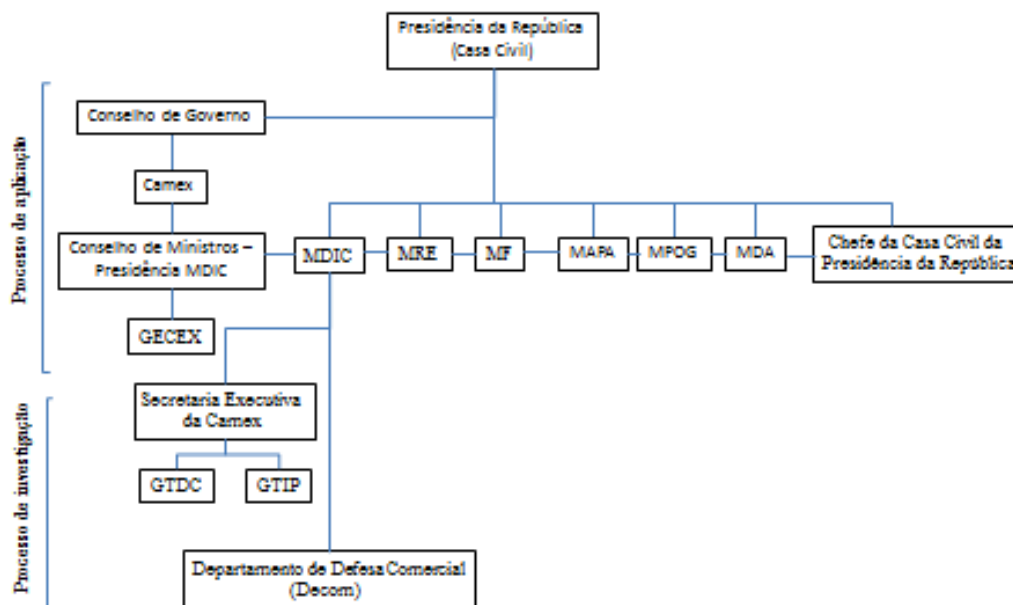 Presidência da República
(Casa Civil)
Processo de aplicação
Conselho de Governo
Camex
Conselho de Ministros –
Presidência MDIC
MDIC
MRE
MF
MAPA
MPOG
MDA
Chefe da Casa Civil da
Presidência da República
GECEX
Processo de investigação
Secretaria Executiva
da Camex
GTDC
GTIP
Departamento de Defesa Comercial
(Decom)